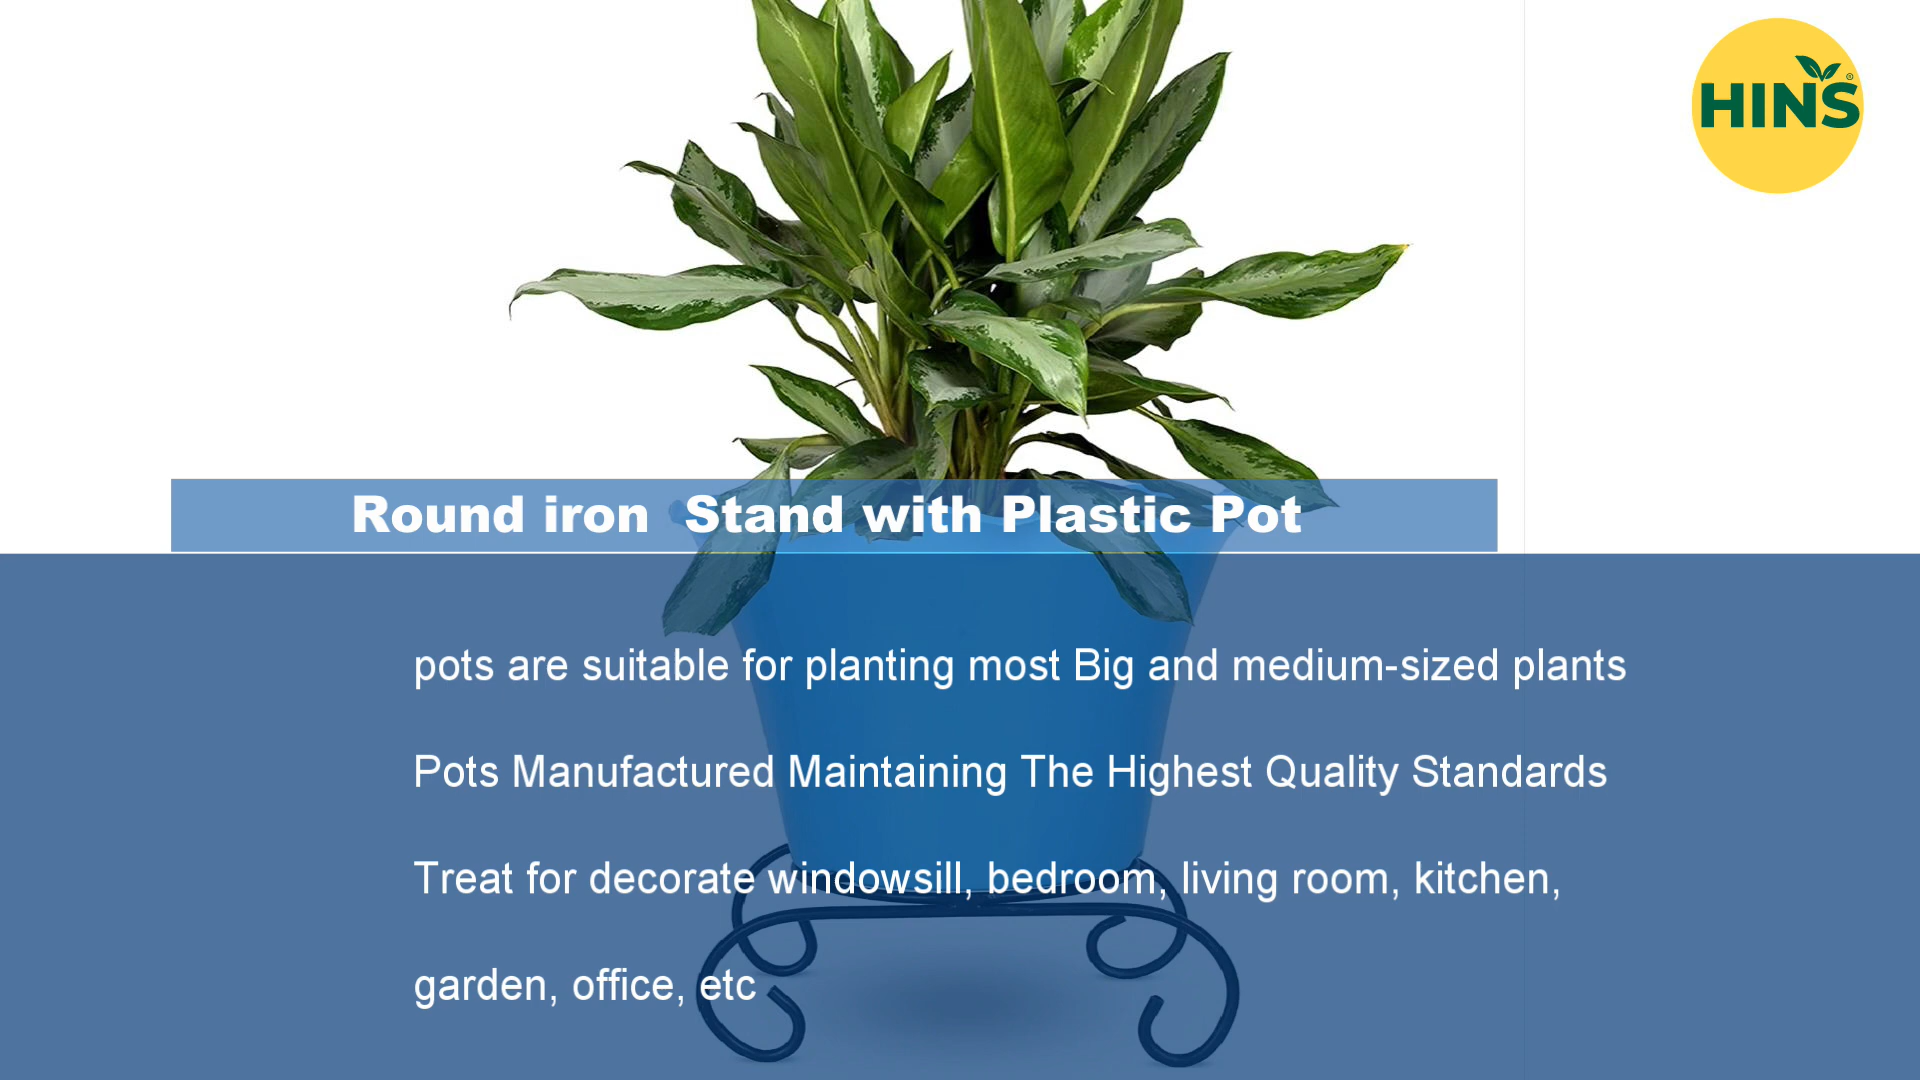 HINS®
Round iron  Stand with Plastic Pot
pots are suitable for planting most Big and medium-sized plants
Pots Manufactured Maintaining The Highest Quality Standards
Treat for decorate windowsill, bedroom, living room, kitchen,
garden, office, etc